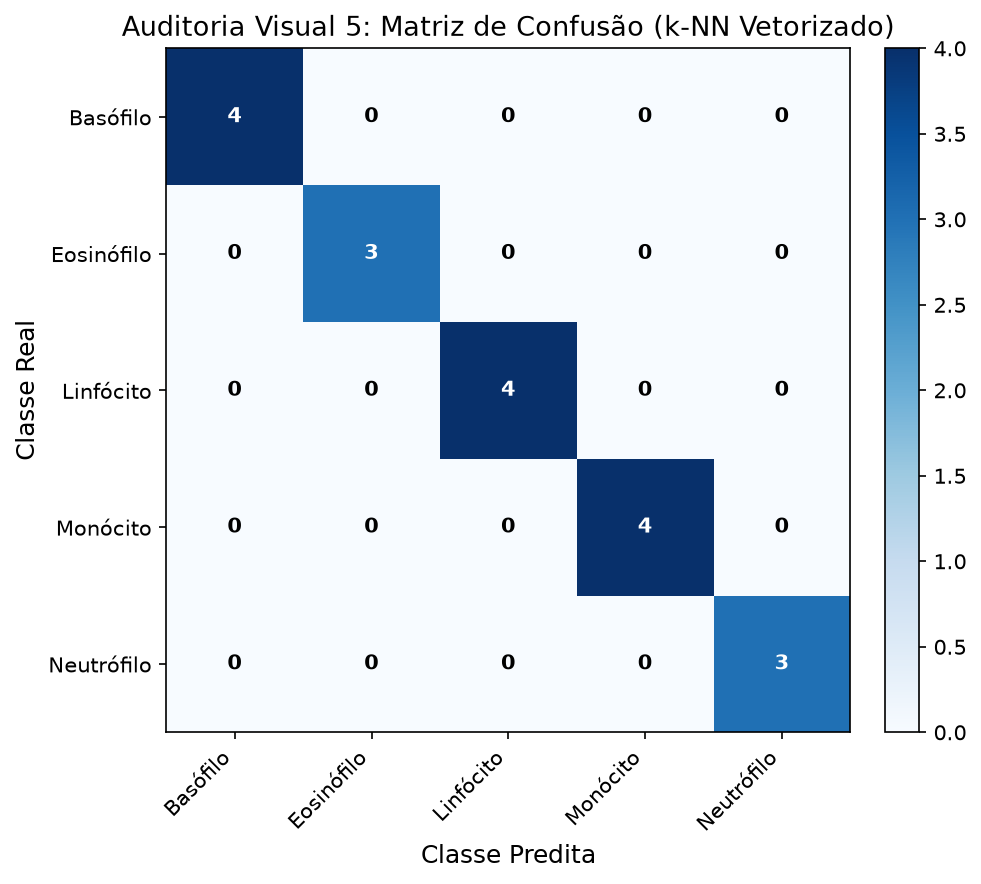 Auditoria Visual 5: Matriz de Confusão (k-NN Vetorizado)
Classe Real
Basófilo 4 0 0 0 0
Eosinófilo 0 3 0 0 0
Linfócito 0 0 4 0 0
Monócito 0 0 0 4 0
Neutrófilo 0 0 0 0 3
Basófilo Eosinófilo Linfócito Monócito Neutrófilo
Classe Predita
4.0
3.5
3.0
2.5
2.0
1.5
1.0
0.5
0.0